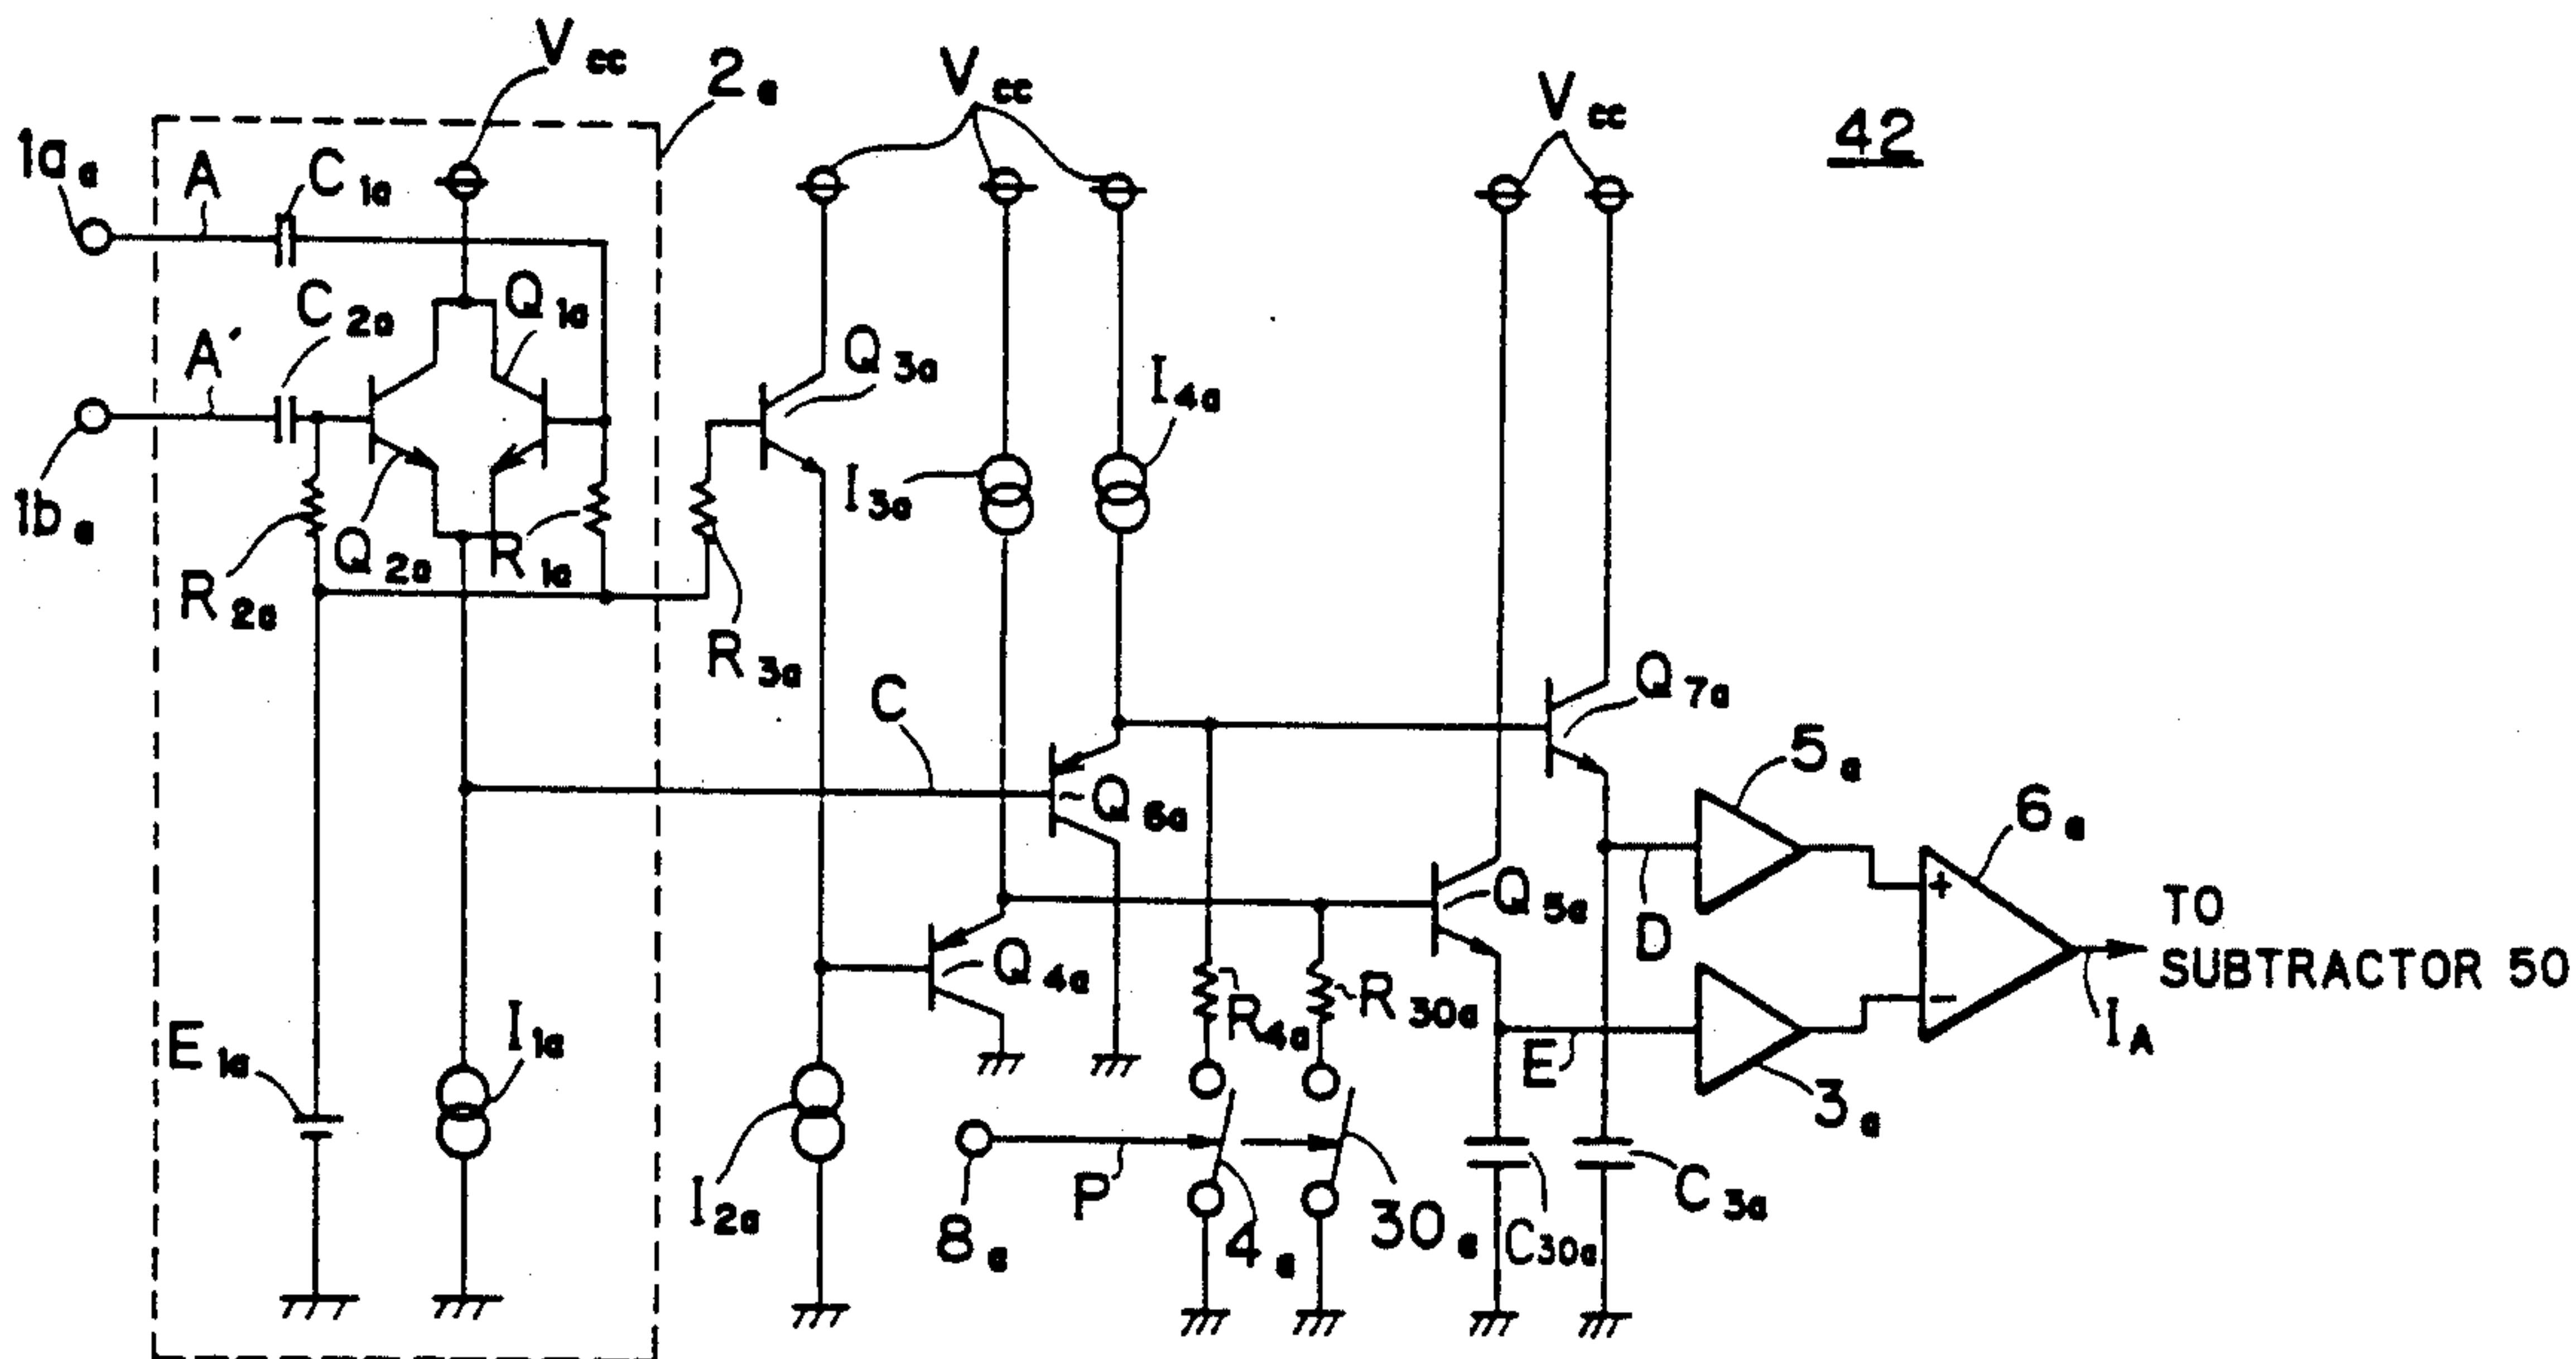 Vcc
2a
Vcc
Vcc
42
1aa
A
C1a
C2a
Q1a
A'
Q3a
I4a
1ba
I3a
R2a
Q2a
R1a
R3a
C
Q7a
5a
Q6a
6a
Q5a
TO
SUBTRACTOR 50
+
-
D
Q4a
R4a
R30a
E1a
I1a
E
IA
3a
I2a
8a
P
4a
30a
C30a
C3a